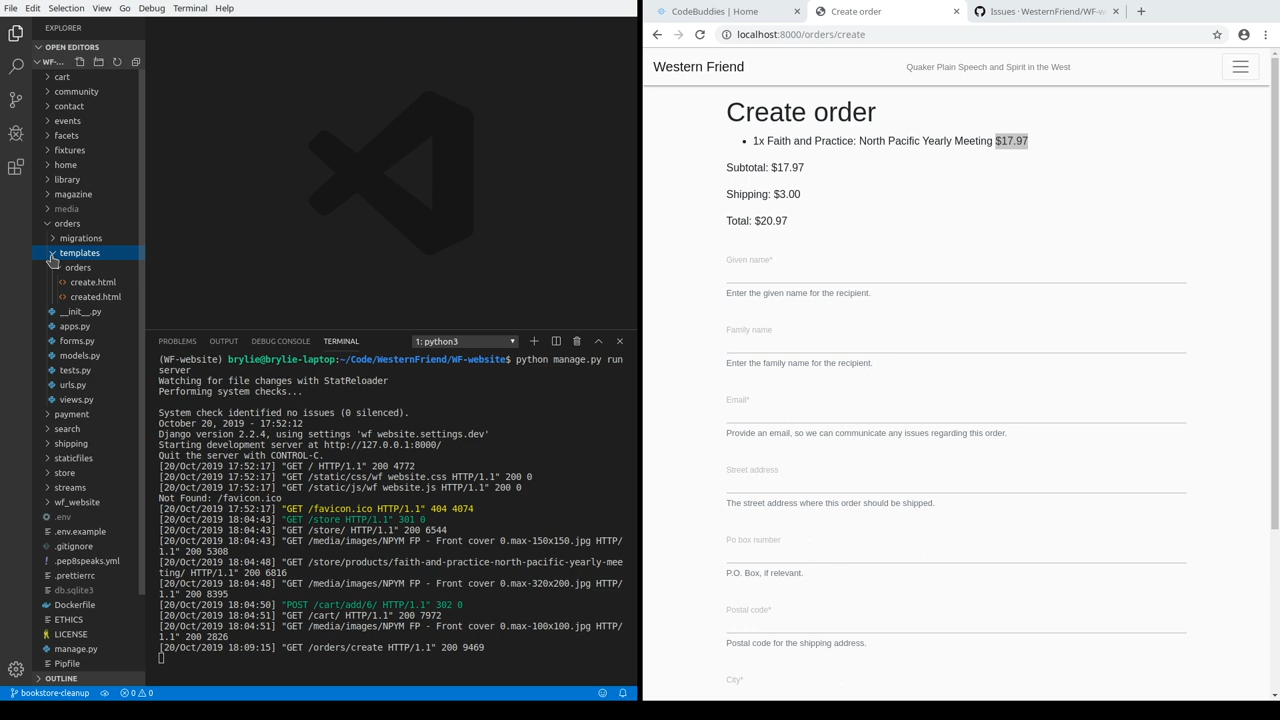 File Edit Selection View Go Debug Terminal Help
EXPLORER
OPEN EDITORS
WF-...
cart
community
contact
events
facets
fixtures
home
library
magazine
media
orders
migrations
templates
orders
create.html
created.html
__init__.py
apps.py
forms.py
models.py
tests.py
urls.py
views.py
payment
search
shipping
staticfiles
store
streams
wf_website
.env
.env.example
.gitignore
.pep8speaks.yml
.prettierrc
db.sqlite3
Dockerfile
ETHICS
LICENSE
manage.py
Pipfile
OUTLINE
bookstore-cleanup 0 0
PROBLEMS OUTPUT DEBUG CONSOLE TERMINAL 1: python3
(WF-website) brylie@brylie-laptop:~/Code/WesternFriend/WF-website$ python manage.py run
server
Watching for file changes with StatReloader
Performing system checks...
System check identified no issues (0 silenced).
October 20, 2019 - 17:52:12
Django version 2.2.4, using settings 'wf_website.settings.dev'
Starting development server at http://127.0.0.1:8000/
Quit the server with CONTROL-C.
[20/Oct/2019 17:52:17] "GET / HTTP/1.1" 200 4772
[20/Oct/2019 17:52:17] "GET /static/css/wf_website.css HTTP/1.1" 200 0
[20/Oct/2019 17:52:17] "GET /static/js/wf_website.js HTTP/1.1" 200 0
Not Found: /favicon.ico
[20/Oct/2019 17:52:17] "GET /favicon.ico HTTP/1.1" 404 4074
[20/Oct/2019 18:04:43] "GET /store HTTP/1.1" 301 0
[20/Oct/2019 18:04:43] "GET /store/ HTTP/1.1" 200 6544
[20/Oct/2019 18:04:43] "GET /media/images/NPYM_FP_-_Front_cover_0.max-150x150.jpg HTTP/
1.1" 200 5308
[20/Oct/2019 18:04:48] "GET /store/products/faith-and-practice-north-pacific-yearly-mee
ting/ HTTP/1.1" 200 6816
[20/Oct/2019 18:04:48] "GET /media/images/NPYM_FP_-_Front_cover_0.max-320x200.jpg HTTP/
1.1" 200 8395
[20/Oct/2019 18:04:50] "POST /cart/add/6/ HTTP/1.1" 302 0
[20/Oct/2019 18:04:51] "GET /cart/ HTTP/1.1" 200 7972
[20/Oct/2019 18:04:51] "GET /media/images/NPYM_FP_-_Front_cover_0.max-100x100.jpg HTTP/
1.1" 200 2826
[20/Oct/2019 18:09:15] "GET /orders/create HTTP/1.1" 200 9469
CodeBuddies | Home Create order Issues · WesternFriend/WF-w
localhost:8000/orders/create
Western Friend Quaker Plain Speech and Spirit in the West
Create order
• 1x Faith and Practice: North Pacific Yearly Meeting $17.97
Subtotal: $17.97
Shipping: $3.00
Total: $20.97
Given name*
Enter the given name for the recipient.
Family name
Enter the family name for the recipient.
Email*
Provide an email, so we can communicate any issues regarding this order.
Street address
The street address where this order should be shipped.
Po box number
P.O. Box, if relevant.
Postal code*
Postal code for the shipping address.
City*